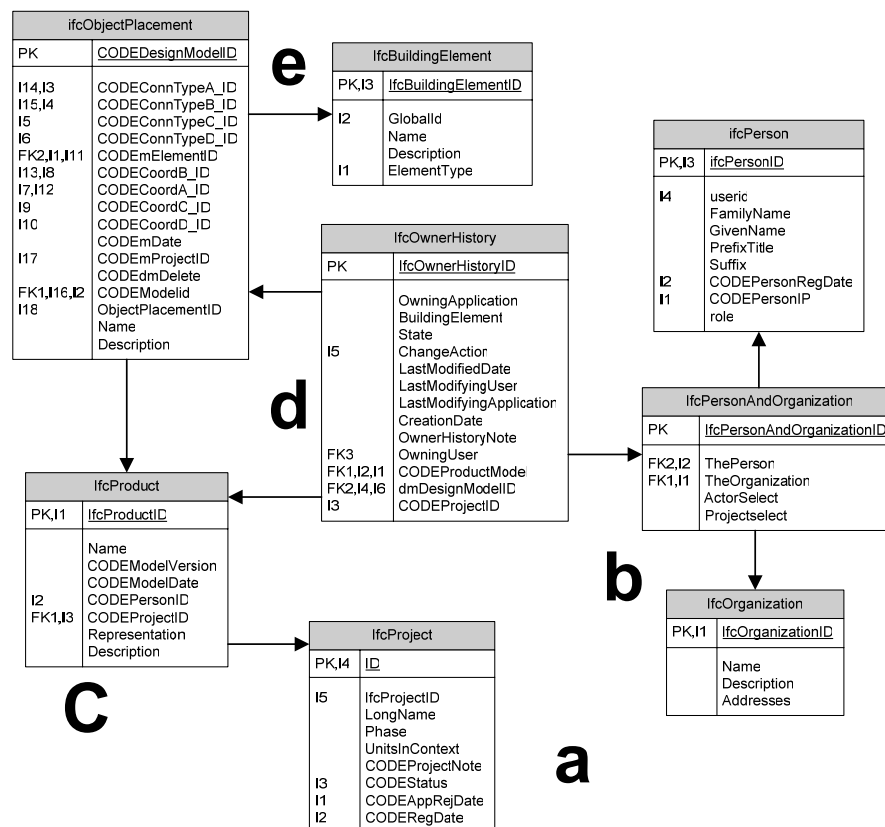 ifcObjectPlacement
PK CODEDesignModelID
I14,I3 CODEConnTypeA_ID
I15,I4 CODEConnTypeB_ID
I5 CODEConnTypeC_ID
I6 CODEConnTypeD_ID
FK2,I1,I11 CODEmElementID
I13,I8 CODECoordB_ID
I7,I12 CODECoordA_ID
I9 CODECoordC_ID
I10 CODECoordD_ID
CODEmDate
I17 CODEmProjectID
CODEdmDelete
FK1,I16,I2 CODEModelid
I18 ObjectPlacementID
Name
Description
e
IfcBuildingElement
PK,I3 IfcBuildingElementID
I2 GlobalId
Name
Description
I1 ElementType
ifcPerson
PK,I3 ifcPersonID
I4 userid
FamilyName
GivenName
PrefixTitle
Suffix
I2 CODEPersonRegDate
I1 CODEPersonIP
role
IfcOwnerHistory
PK IfcOwnerHistoryID
OwningApplication
BuildingElement
State
I5 ChangeAction
LastModifiedDate
LastModifyingUser
LastModifyingApplication
CreationDate
OwnerHistoryNote
FK3 OwningUser
FK1,I2,I1 CODEProductModel
FK2,I4,I6 dmDesignModelID
I3 CODEProjectID
d
IfcPersonAndOrganization
PK IfcPersonAndOrganizationID
FK2,I2 ThePerson
FK1,I1 TheOrganization
ActorSelect
Projectselect
b
IfcProduct
PK,I1 IfcProductID
Name
CODEModelVersion
CODEModelDate
I2 CODEPersonID
FK1,I3 CODEProjectID
Representation
Description
C
IfcOrganization
PK,I1 IfcOrganizationID
Name
Description
Addresses
IfcProject
PK,I4 ID
I5 IfcProjectID
LongName
Phase
UnitsInContext
CODEProjectNote
I3 CODEStatus
I1 CODEAppRejDate
I2 CODERegDate
a